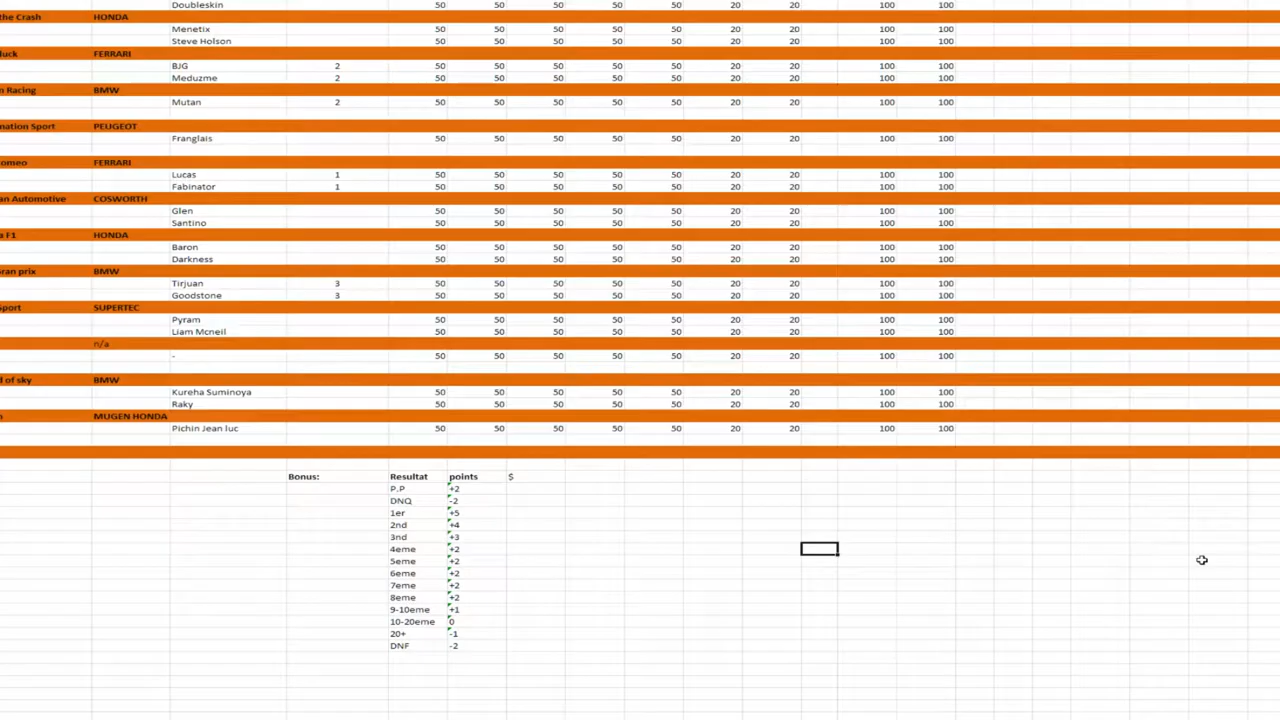 Doubleskin 50 50 50 50 50 20 20 100 100
the Crash HONDA
Menetix 50 50 50 50 50 20 20 100 100
Steve Holson 50 50 50 50 50 20 20 100 100
luck FERRARI
BJG 2 50 50 50 50 50 20 20 100 100
Meduzme 2 50 50 50 50 50 20 20 100 100
n Racing BMW
Mutan 2 50 50 50 50 50 20 20 100 100
mation Sport PEUGEOT
Franglais 50 50 50 50 50 20 20 100 100
omeo FERRARI
Lucas 1 50 50 50 50 50 20 20 100 100
Fabinator 1 50 50 50 50 50 20 20 100 100
an Automotive COSWORTH
Glen 50 50 50 50 50 20 20 100 100
Santino 50 50 50 50 50 20 20 100 100
a F1 HONDA
Baron 50 50 50 50 50 20 20 100 100
Darkness 50 50 50 50 50 20 20 100 100
Gran prix BMW
Tirjuan 3 50 50 50 50 50 20 20 100 100
Goodstone 3 50 50 50 50 50 20 20 100 100
Sport SUPERTEC
Pyram 50 50 50 50 50 20 20 100 100
Liam Mcneil 50 50 50 50 50 20 20 100 100
n/a
- 50 50 50 50 50 20 20 100 100
d of sky BMW
Kureha Suminoya 50 50 50 50 50 20 20 100 100
Raky 50 50 50 50 50 20 20 100 100
n MUGEN HONDA
Pichin Jean luc 50 50 50 50 50 20 20 100 100
Bonus: Resultat points $
P.P +2
DNQ -2
1er +5
2nd +4
3nd +3
4eme +2
5eme +2
6eme +2
7eme +2
8eme +2
9-10eme +1
10-20eme 0
20+ -1
DNF -2